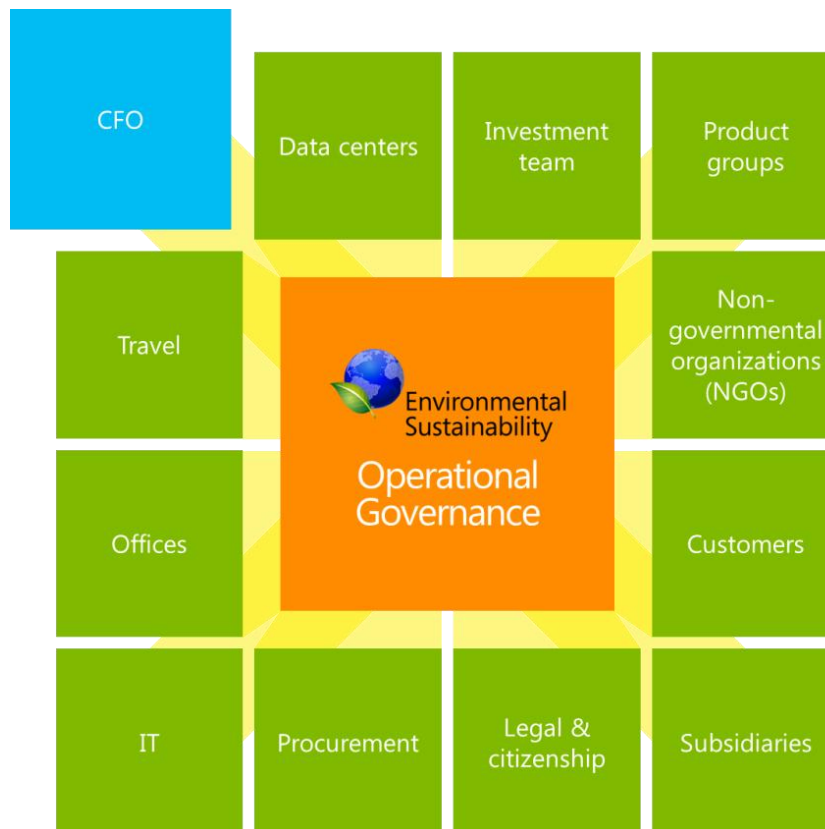 CFO
Data centers
Investment
team
Product
groups
Travel
Non-
governmental
organizations
(NGOs)
Environmental
Sustainability
Operational
Governance
Offices
Customers
IT
Procurement
Legal &
citizenship
Subsidiaries